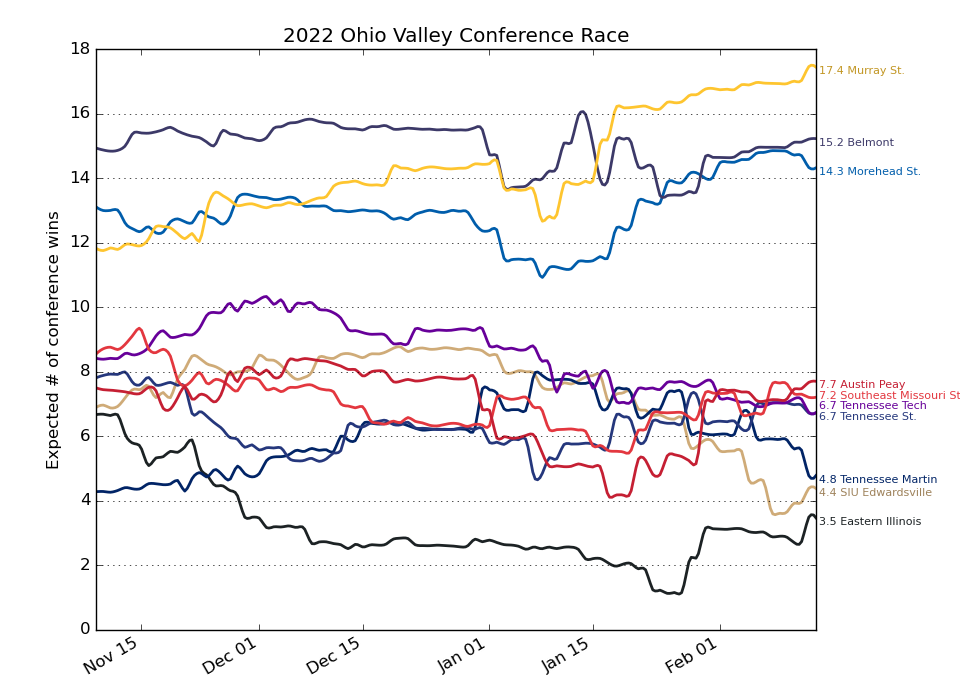 2022 Ohio Valley Conference Race
Expected # of conference wins
18
16
14
12
10
8
6
4
2
0
17.4 Murray St.
15.2 Belmont
14.3 Morehead St.
7.7 Austin Peay
7.2 Southeast Missouri St
6.7 Tennessee Tech
6.7 Tennessee St.
4.8 Tennessee Martin
4.4 SIU Edwardsville
3.5 Eastern Illinois
Nov 15
Dec 01
Dec 15
Jan 01
Jan 15
Feb 01